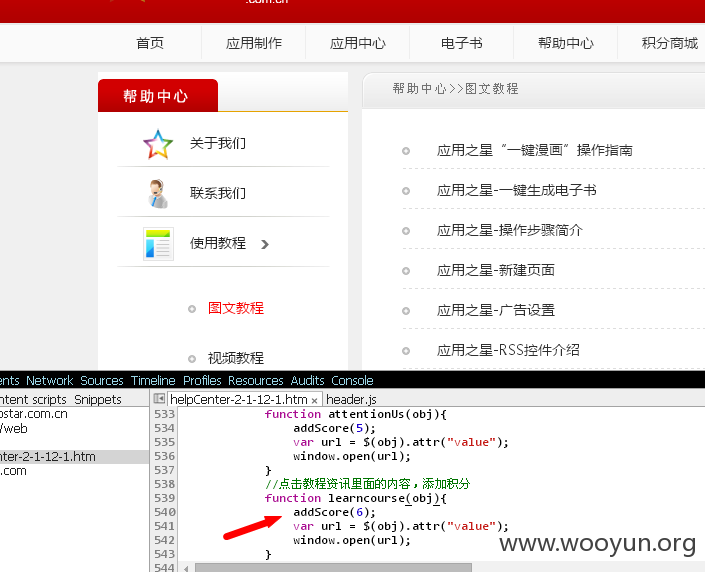 .com.cn
首页 应用制作 应用中心 电子书 帮助中心 积分商城
帮助中心
关于我们
联系我们
使用教程
图文教程
视频教程
帮助中心>>图文教程
应用之星“一键漫画”操作指南
应用之星-一键生成电子书
应用之星-操作步骤简介
应用之星-新建页面
应用之星-广告设置
应用之星-RSS控件介绍
ents Network Sources Timeline Profiles Resources Audits Console
ntent scripts Snippets
pstar.com.cn
/web
nter-2-1-12-1.htm
.com
helpCenter-2-1-12-1.htm × header.js
533 function attentionUs(obj){
534 addScore(5);
535 var url = $(obj).attr("value");
536 window.open(url);
537 }
538 //点击教程资讯里面的内容，添加积分
539 function learncourse(obj){
540 addScore(6);
541 var url = $(obj).attr("value");
542 window.open(url);
543 }
544
www.wooyun.org